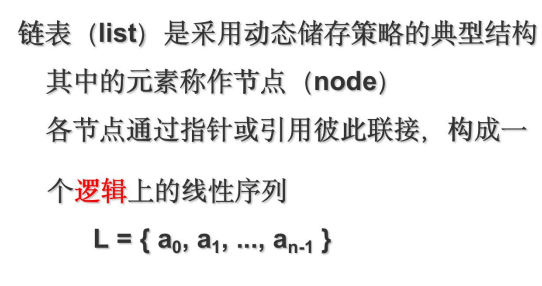 链表（list）是采用动态储存策略的典型结构
其中的元素称作节点（node）
各节点通过指针或引用彼此联接，构成一
个逻辑上的线性序列
L = { a₀, a₁, ..., aₙ₋₁ }